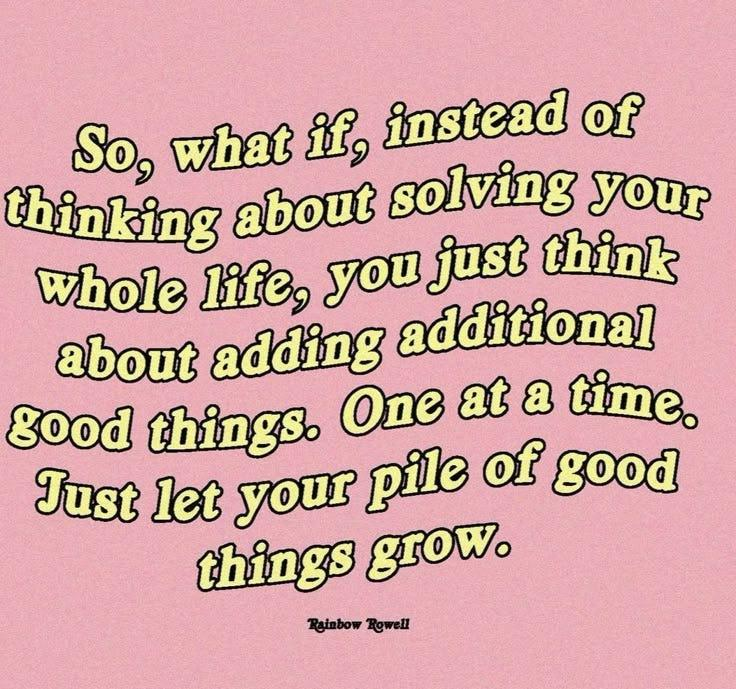 So, what if, instead of
thinking about solving your
whole life, you just think
about adding additional
good things. One at a time.
Just let your pile of good
things grow.
Rainbow Rowell